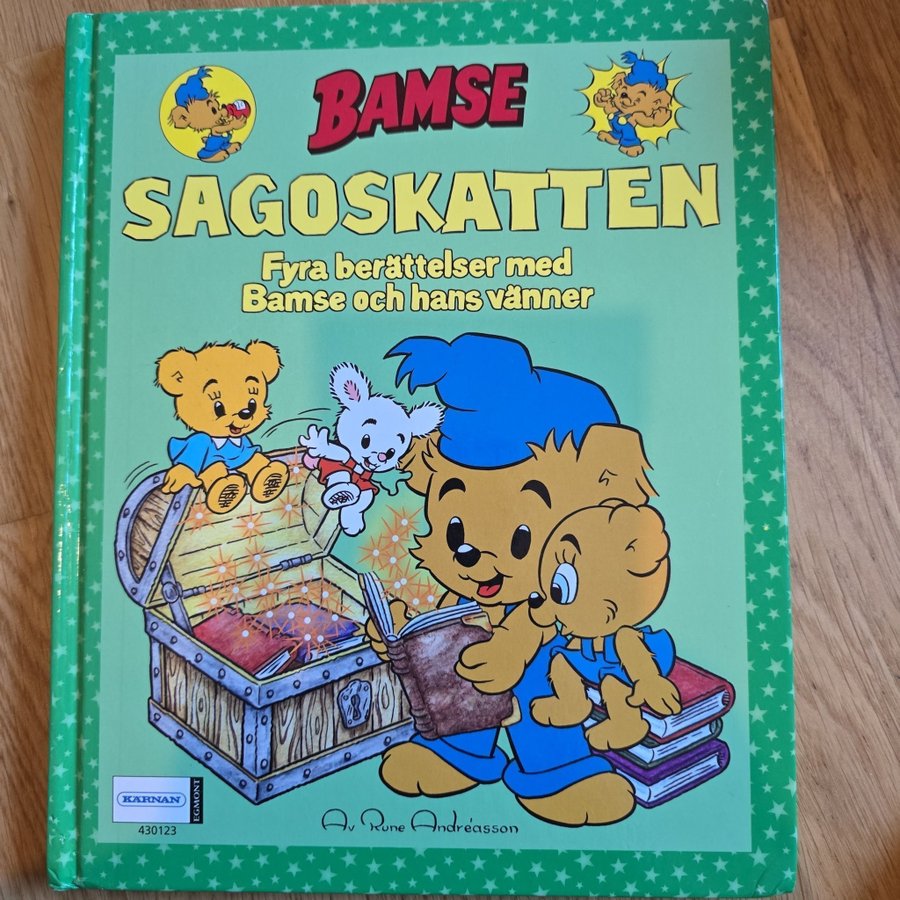 BAMSE
SAGOSKATTEN
Fyra berättelser med
Bamse och hans vänner
KÄRNAN
EGMONT
430123
Av Rune Andréasson